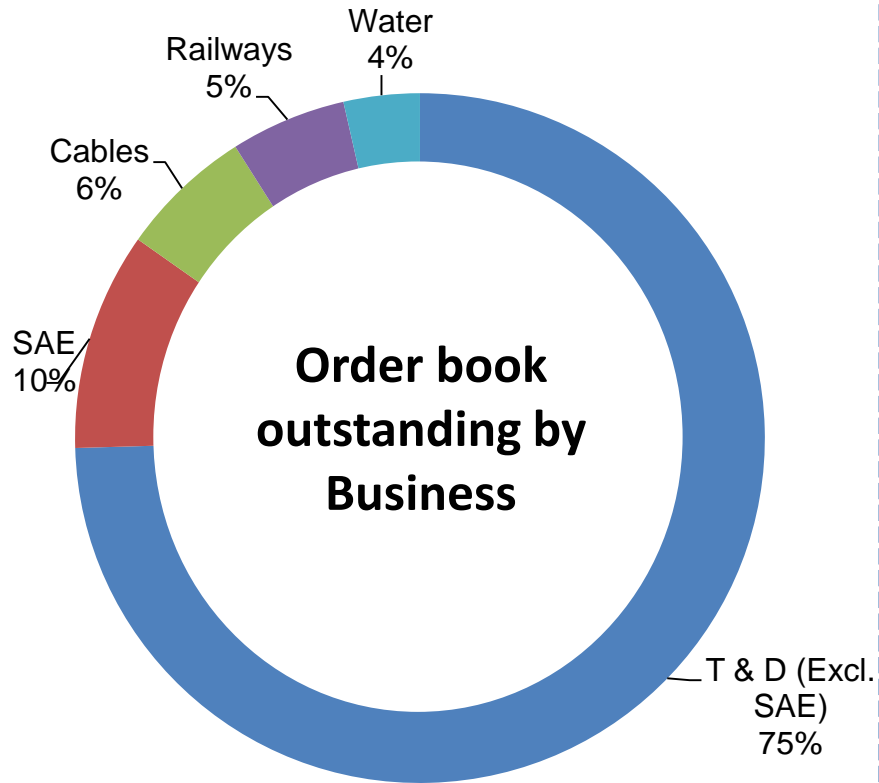 Water
4%
Railways
5%
Cables
6%
SAE
10%
Order book
outstanding by
Business
T & D (Excl.
SAE)
75%